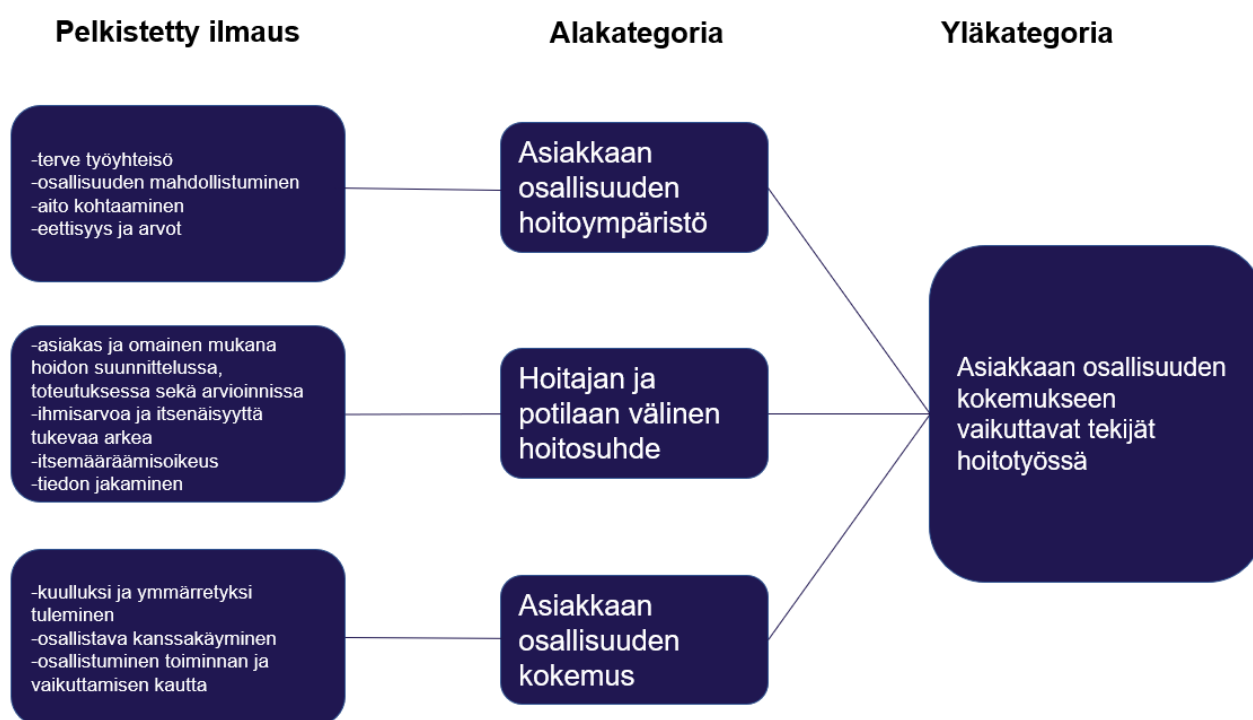 Pelkistetty ilmaus
Alakategoria
Yläkategoria
-terve työyhteisö
-osallisuuden mahdollistuminen
-aito kohtaaminen
-eettisyys ja arvot
Asiakkaan
osallisuuden
hoitoympäristö
-asiakas ja omainen mukana
hoidon suunnittelussa,
toteutuksessa sekä arvioinnissa
-ihmisarvoa ja itsenäisyyttä
tukevaa arkea
-itsemääräämisoikeus
-tiedon jakaminen
Hoitajan ja
potilaan välinen
hoitosuhde
-kuulluksi ja ymmärretyksi
tuleminen
-osallistava kanssakäyminen
-osallistuminen toiminnan ja
vaikuttamisen kautta
Asiakkaan
osallisuuden
kokemus
Asiakkaan osallisuuden
kokemukseen
vaikuttavat tekijät
hoitotyössä